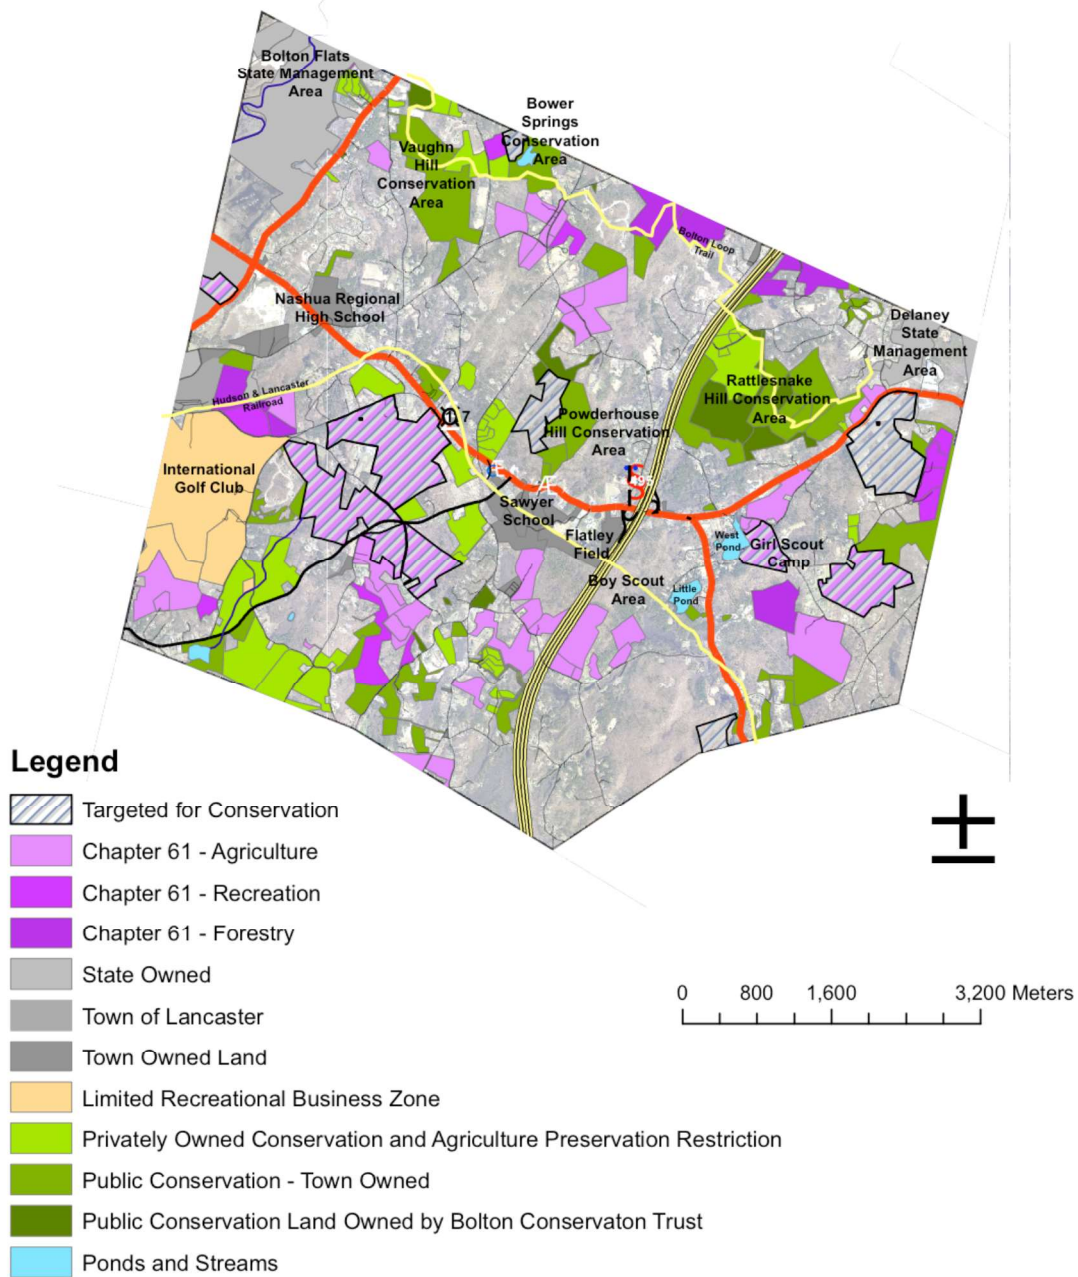 Bolton Flats
State Management
Area
Bower
Springs
Conservation
Area
Vaughn
Hill
Conservation
Area
Bolton Loop
Trail
Nashua Regional
High School
Delaney
State
Management
Area
Hudson & Lancaster
Railroad
Rattlesnake
Hill Conservation
Area
Powderhouse
Hill Conservation
Area
International
Golf Club
Sawyer
School
Flatley
Field
West
Pond
Girl Scout
Camp
Boy Scout
Area
Little
Pond
Legend
Targeted for Conservation
Chapter 61 - Agriculture
Chapter 61 - Recreation
Chapter 61 - Forestry
State Owned
Town of Lancaster
Town Owned Land
Limited Recreational Business Zone
Privately Owned Conservation and Agriculture Preservation Restriction
Public Conservation - Town Owned
Public Conservation Land Owned by Bolton Conservaton Trust
Ponds and Streams
0 800 1,600 3,200 Meters